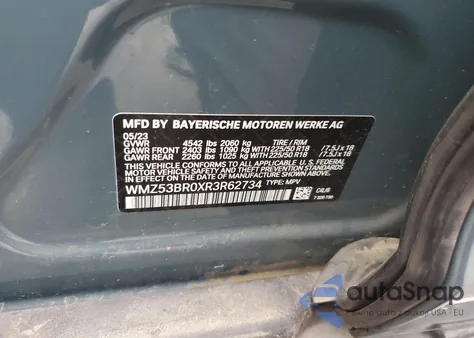 MFD BY BAYERISCHE MOTOREN WERKE AG
05/23
GVWR 4542 lbs 2060 kg TIRE / RIM
GAWR FRONT 2403 lbs 1090 kg WITH 225/50 R18 /7.5J x 18
GAWR REAR 2260 lbs 1025 kg WITH 225/50 R18 /7.5J x 18
THIS VEHICLE CONFORMS TO ALL APPLICABLE U.S. FEDERAL
MOTOR VEHICLE SAFETY, BUMPER, AND THEFT PREVENTION
STANDARDS IN EFFECT ON THE DATE OF MANUFACTURE
SHOWN ABOVE.
WMZ53BR0XR3R62734 TYPE: MPV
autoSnap
USA - EU